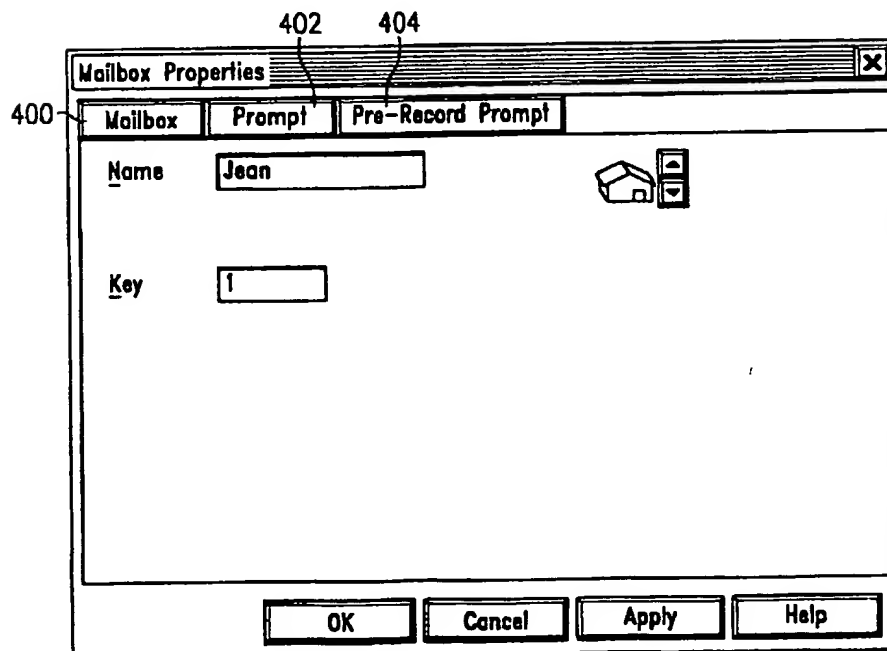 402 404
Mailbox Properties
400 Mailbox Prompt Pre-Record Prompt
Name Jean
Key 1
OK Cancel Apply Help